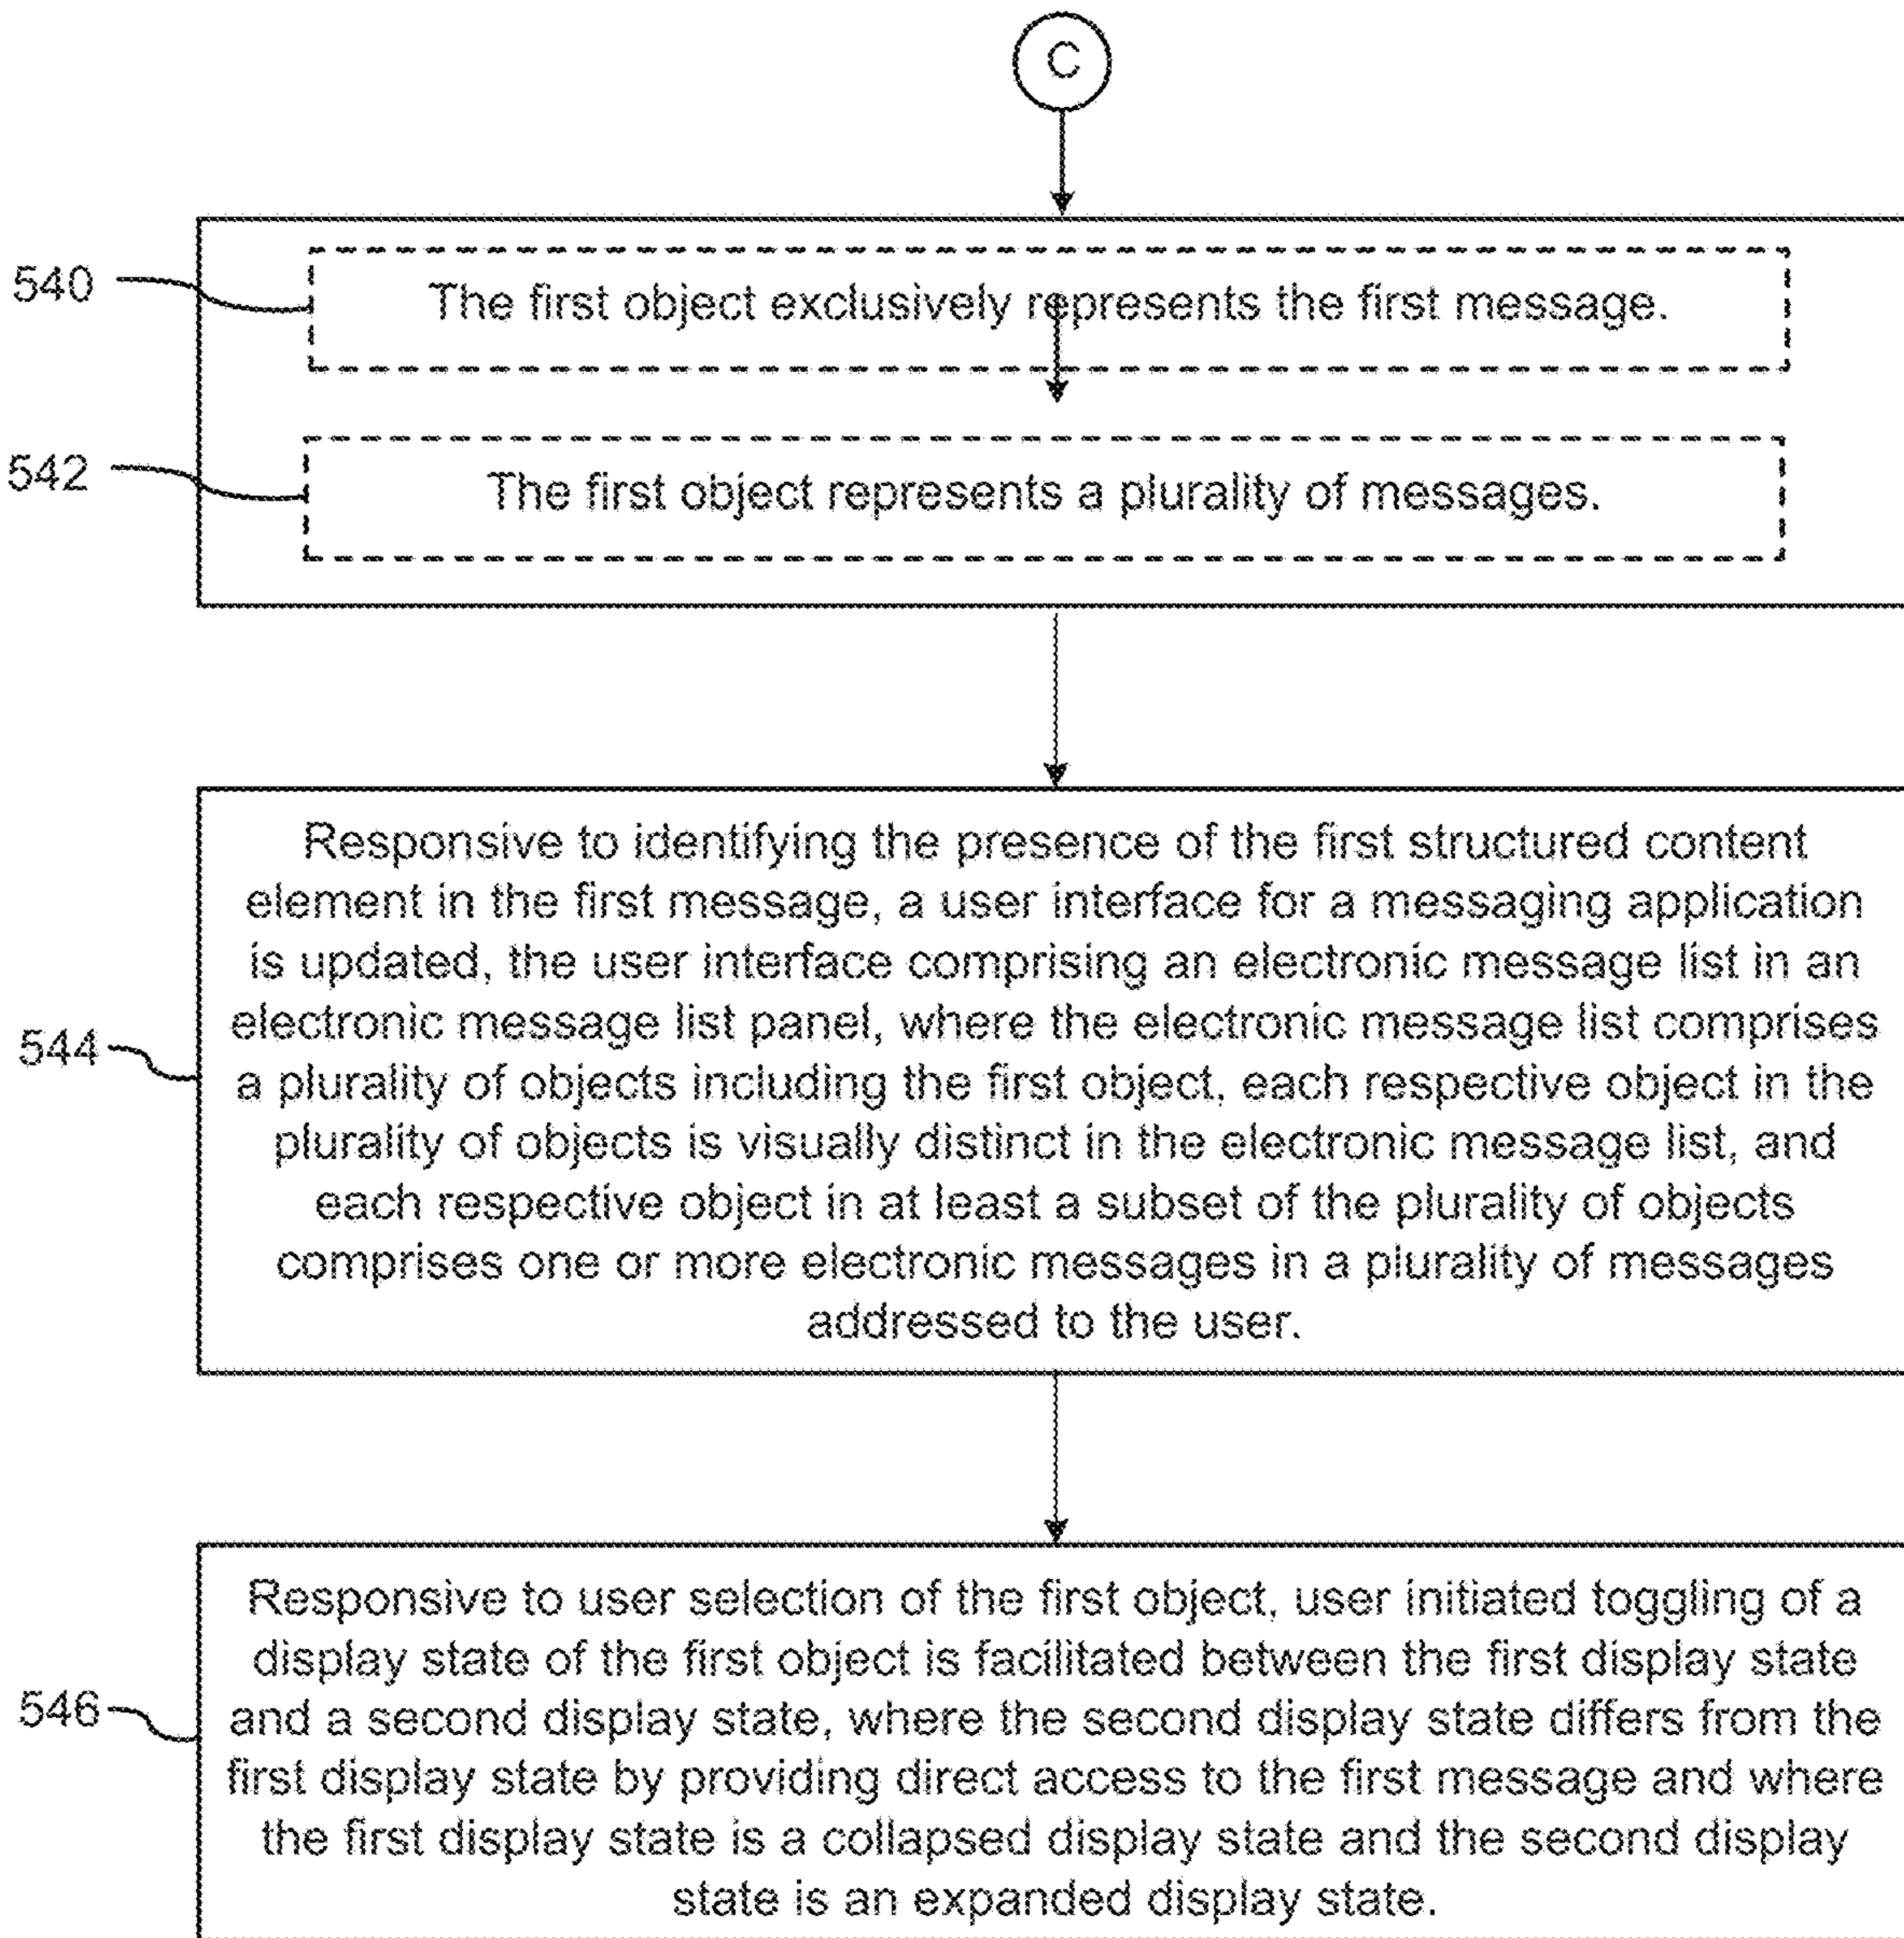 C
540
The first object exclusively represents the first message.
542
The first object represents a plurality of messages.
544
Responsive to identifying the presence of the first structured content
element in the first message, a user interface for a messaging application
is updated, the user interface comprising an electronic message list in an
electronic message list panel, where the electronic message list comprises
a plurality of objects including the first object, each respective object in the
plurality of objects is visually distinct in the electronic message list, and
each respective object in at least a subset of the plurality of objects
comprises one or more electronic messages in a plurality of messages
addressed to the user.
546
Responsive to user selection of the first object, user initiated toggling of a
display state of the first object is facilitated between the first display state
and a second display state, where the second display state differs from the
first display state by providing direct access to the first message and where
the first display state is a collapsed display state and the second display
state is an expanded display state.